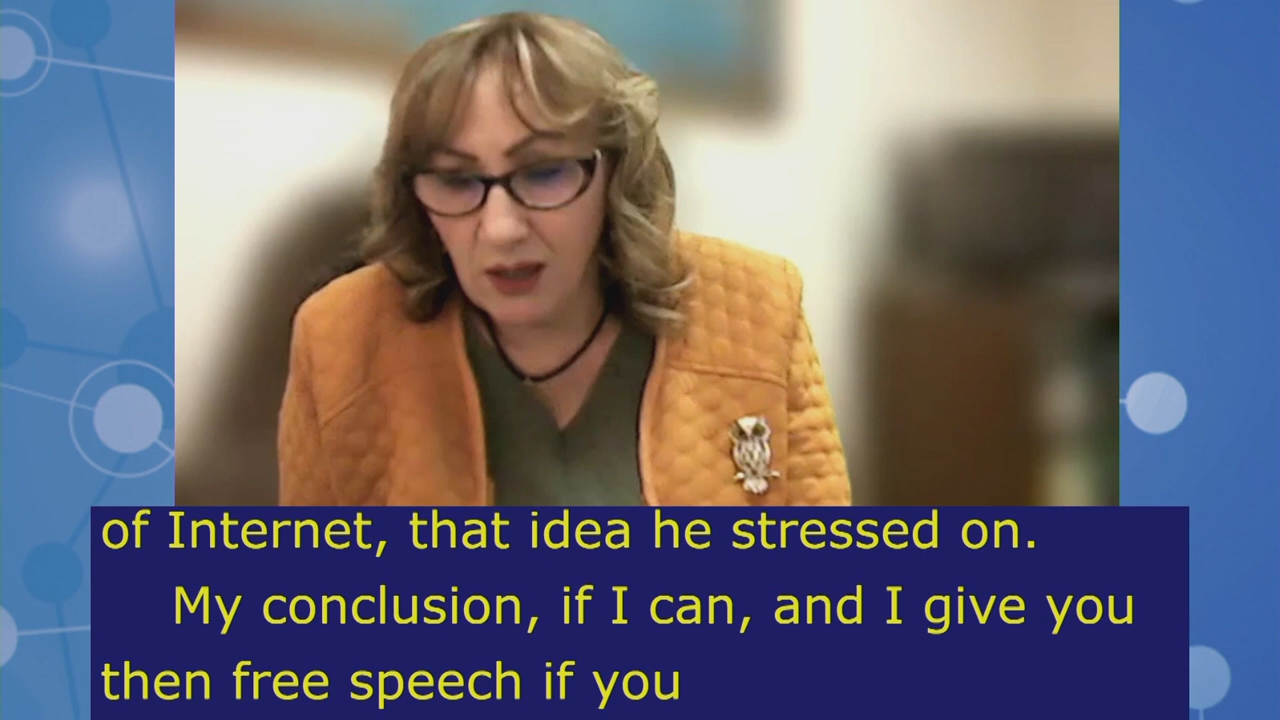 of Internet, that idea he stressed on.
My conclusion, if I can, and I give you
then free speech if you